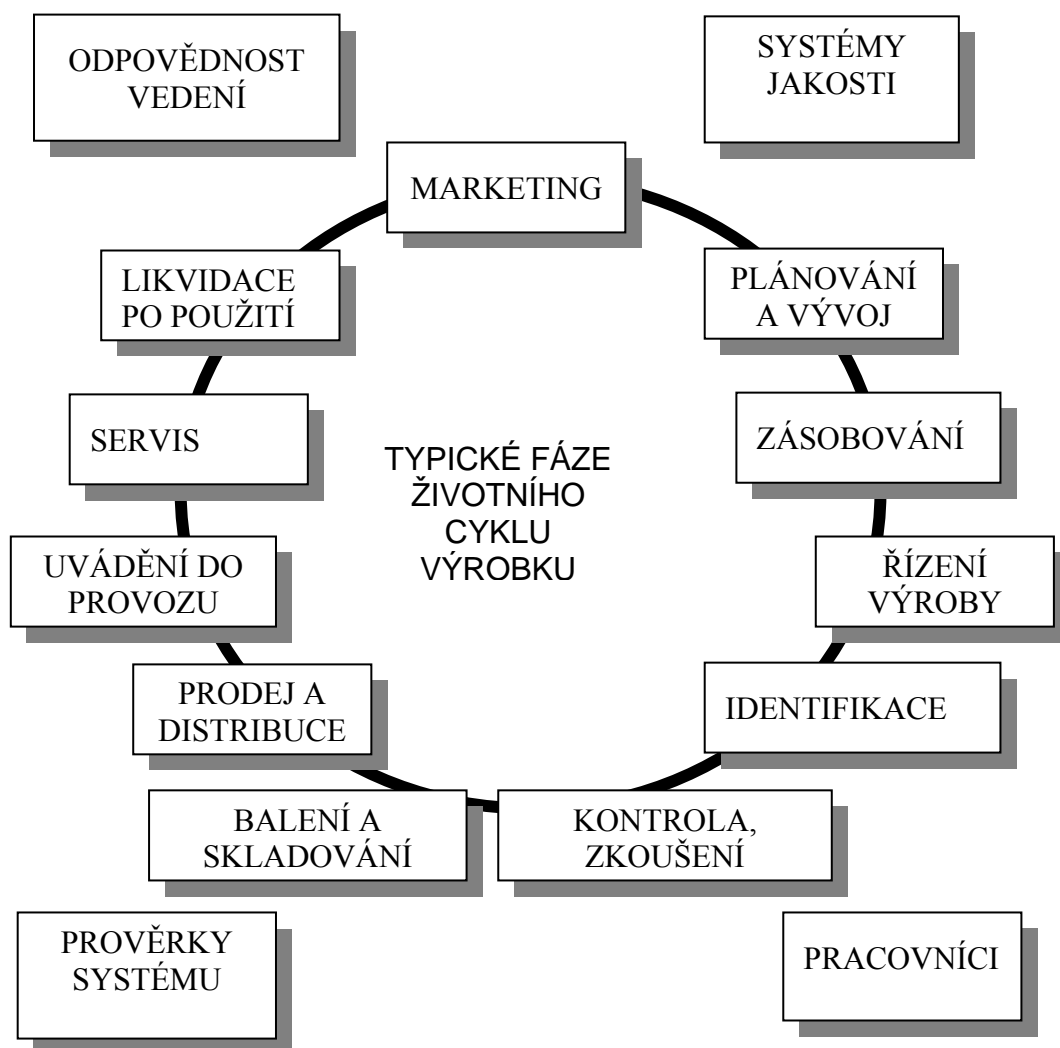 ODPOVĚDNOST
VEDENÍ
SYSTÉMY
JAKOSTI
MARKETING
LIKVIDACE
PO POUŽITÍ
PLÁNOVÁNÍ
A VÝVOJ
SERVIS
ZÁSOBOVÁNÍ
TYPICKÉ FÁZE
ŽIVOTNÍHO
CYKLU
VÝROBKU
UVÁDĚNÍ DO
PROVOZU
ŘÍZENÍ
VÝROBY
PRODEJ A
DISTRIBUCE
IDENTIFIKACE
BALENÍ A
SKLADOVÁNÍ
KONTROLA,
ZKOUŠENÍ
PROVĚRKY
SYSTÉMU
PRACOVNÍCI